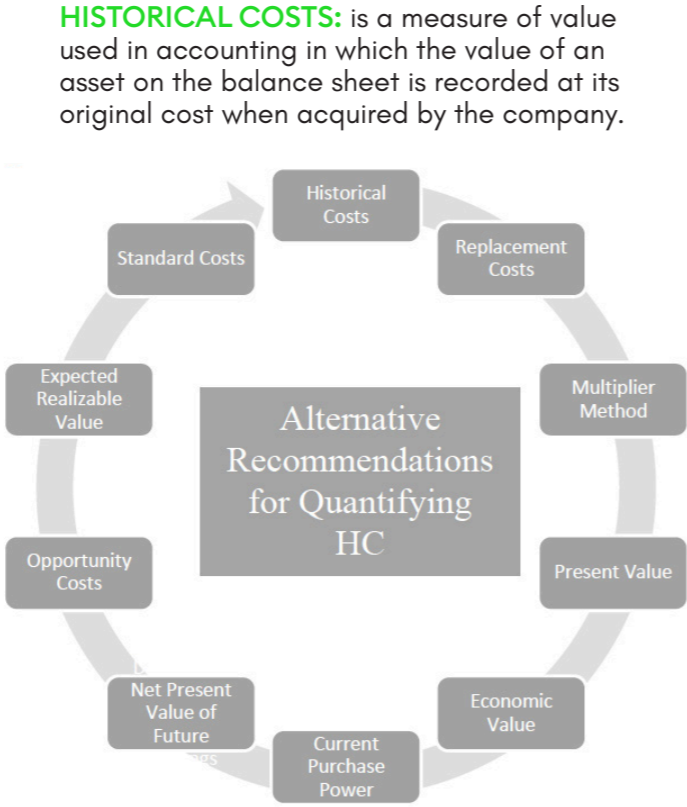 HISTORICAL COSTS: is a measure of value
used in accounting in which the value of an
asset on the balance sheet is recorded at its
original cost when acquired by the company.
Historical
Costs
Replacement
Costs
Multiplier
Method
Present Value
Economic
Value
Current
Purchase
Power
Net Present
Value of
Future
Opportunity
Costs
Expected
Realizable
Value
Standard Costs
Alternative
Recommendations
for Quantifying
HC